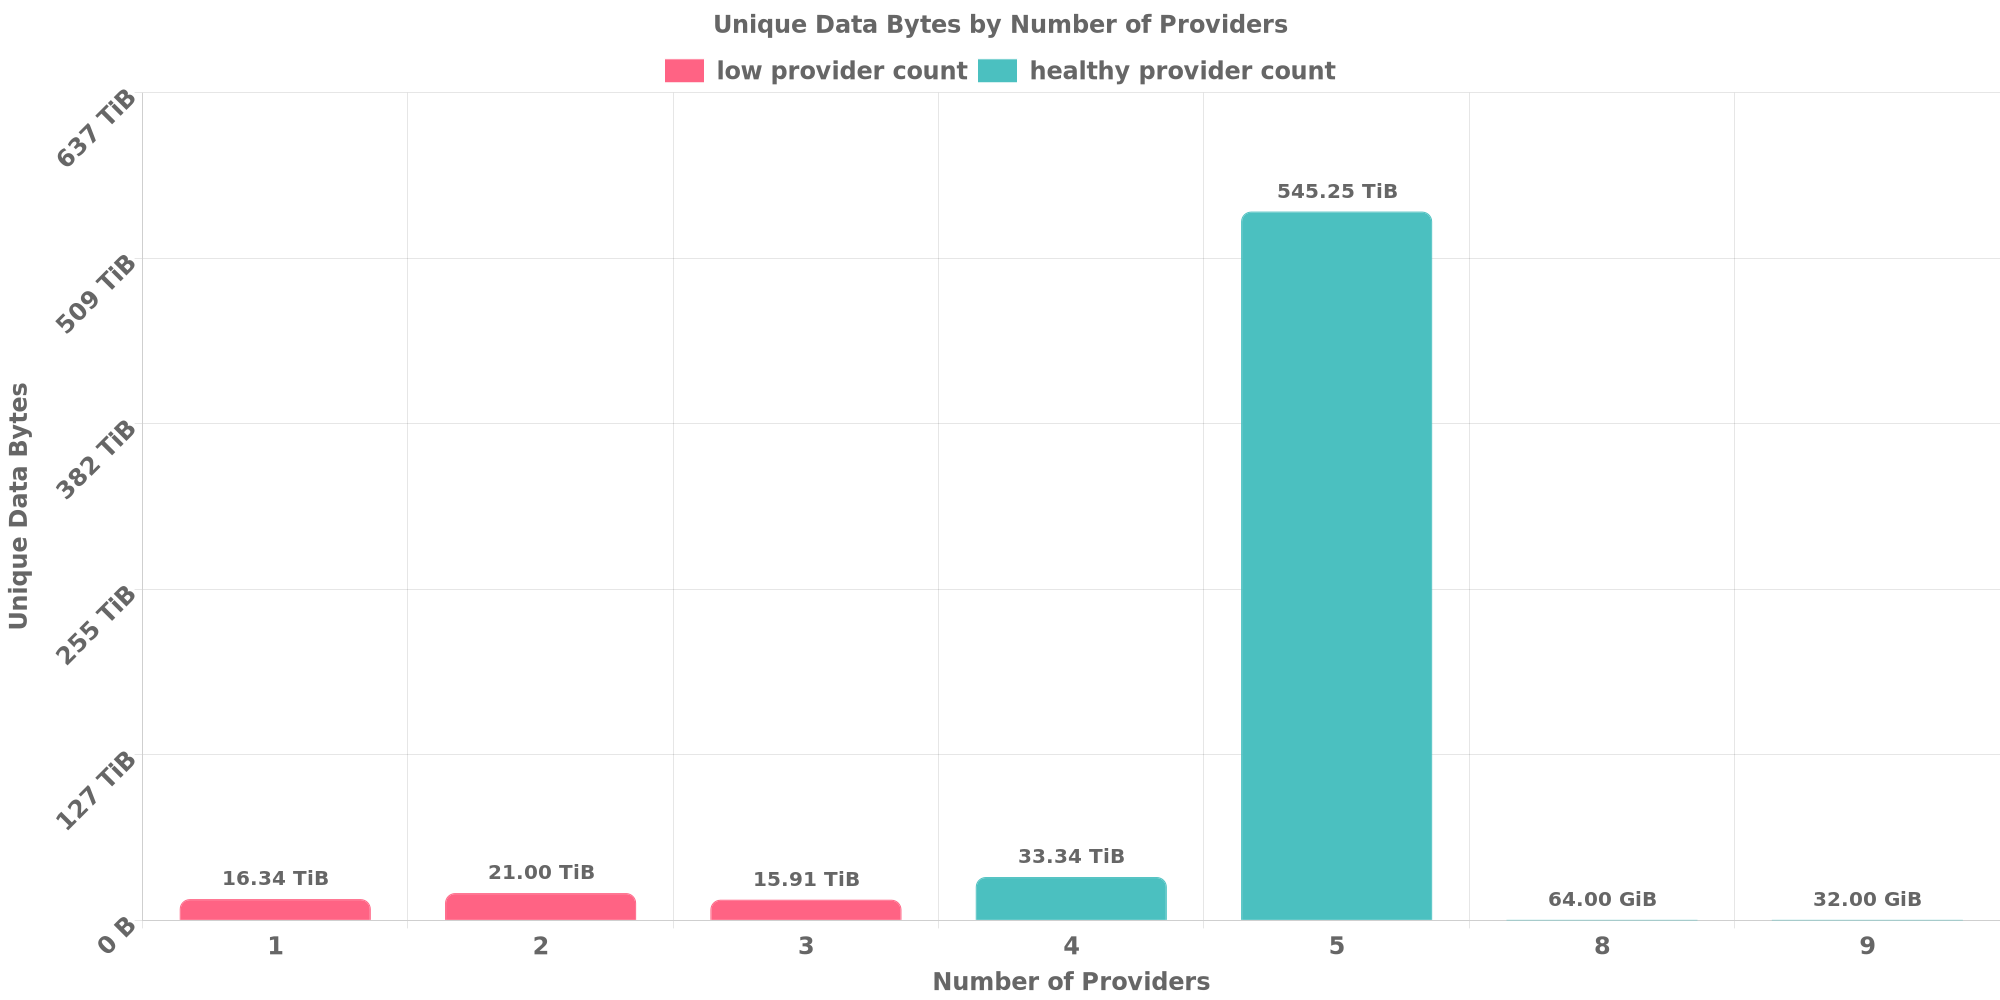 Unique Data Bytes by Number of Providers
low provider count healthy provider count
637 TiB
509 TiB
382 TiB
255 TiB
127 TiB
0 B
Unique Data Bytes
16.34 TiB
21.00 TiB
15.91 TiB
33.34 TiB
545.25 TiB
64.00 GiB
32.00 GiB
1 2 3 4 5 8 9
Number of Providers